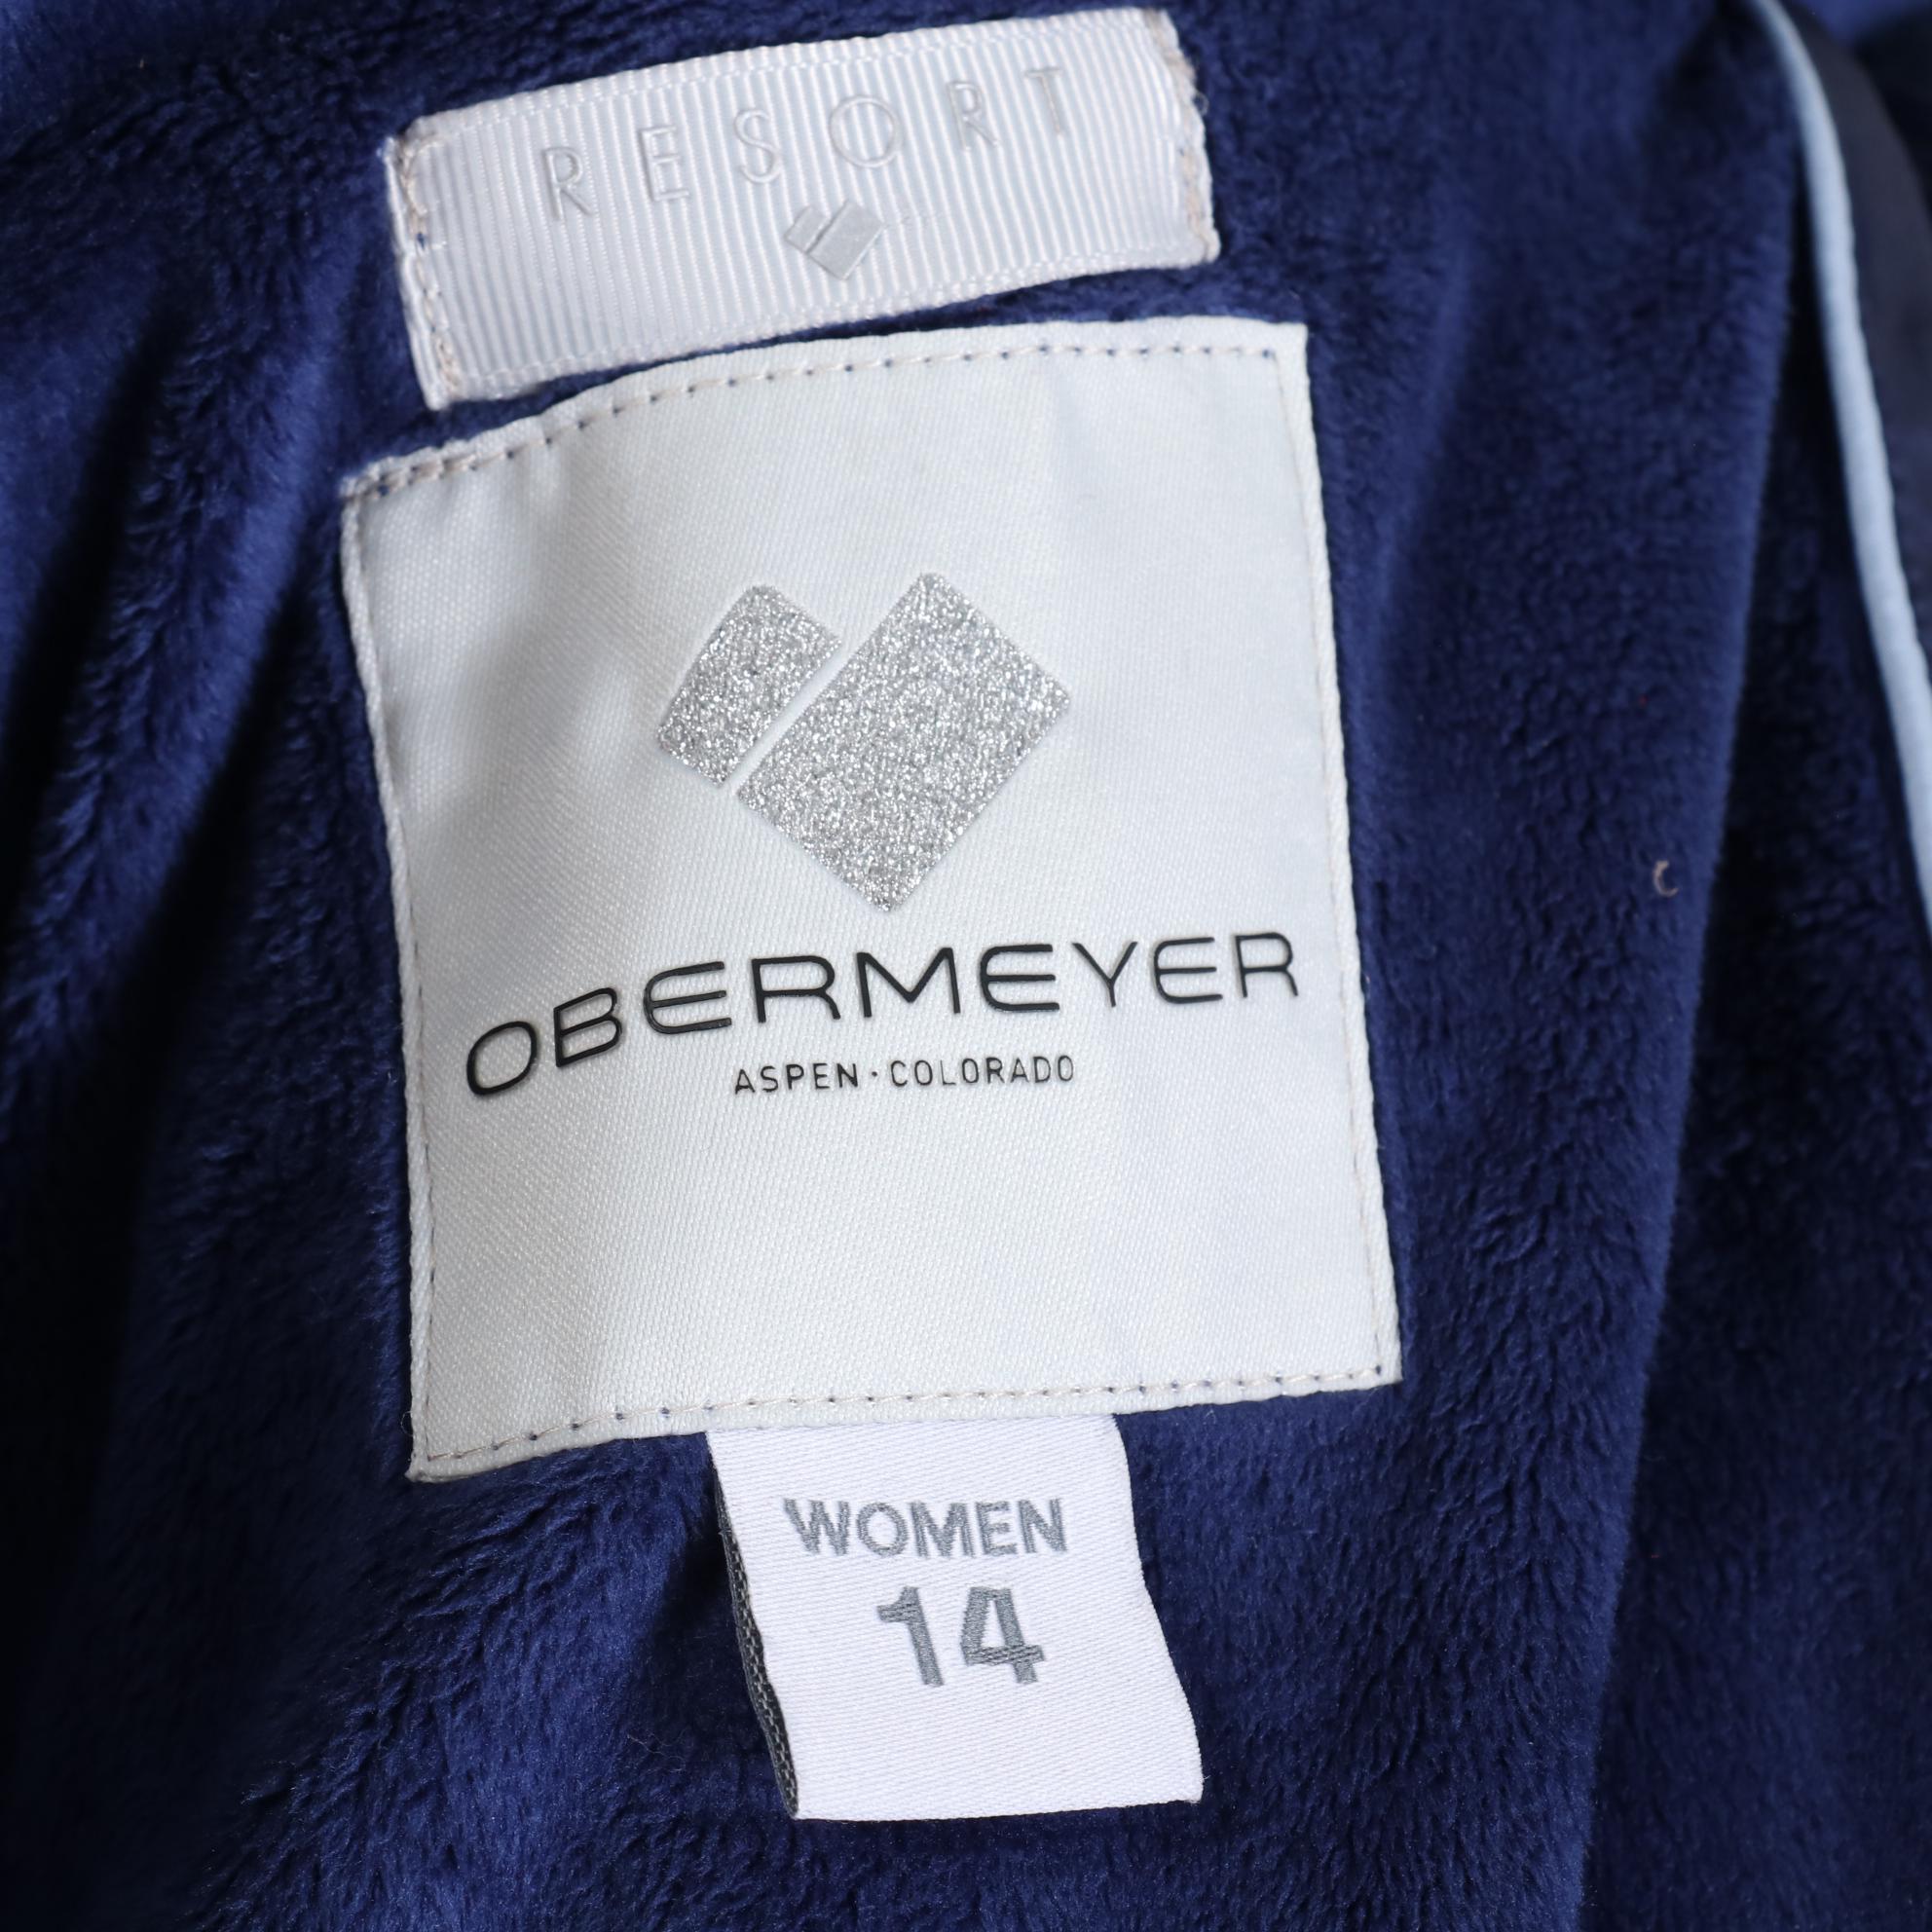 RESORT
OBERMEYER
ASPEN · COLORADO
WOMEN
14